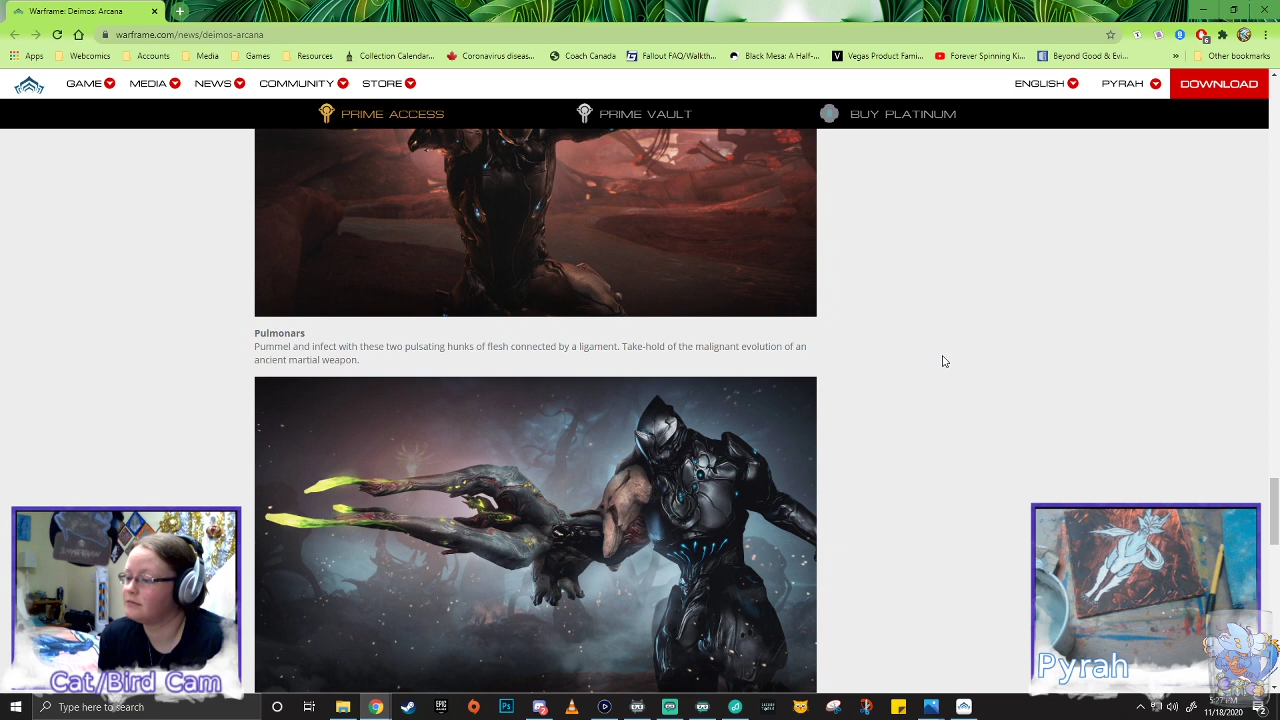 Warframe: Deimos: Arcana
warframe.com/news/deimos-arcana
Apps Webcomics Accounts Media Games Resources Collection Calendar... Coronavirus diseas... Coach Canada Fallout FAQ/Walkth... Black Mesa: A Half-... Vegas Product Fami... Forever Spinning Ki... Beyond Good & Evi... » Other bookmarks
GAME MEDIA NEWS COMMUNITY STORE ENGLISH PYRAH DOWNLOAD
PRIME ACCESS PRIME VAULT BUY PLATINUM
Pulmonars
Pummel and infect with these two pulsating hunks of flesh connected by a ligament. Take-hold of the malignant evolution of an
ancient martial weapon.
Cat/Bird Cam
Pyrah
Type here to search
5:27 PM
11/18/2020